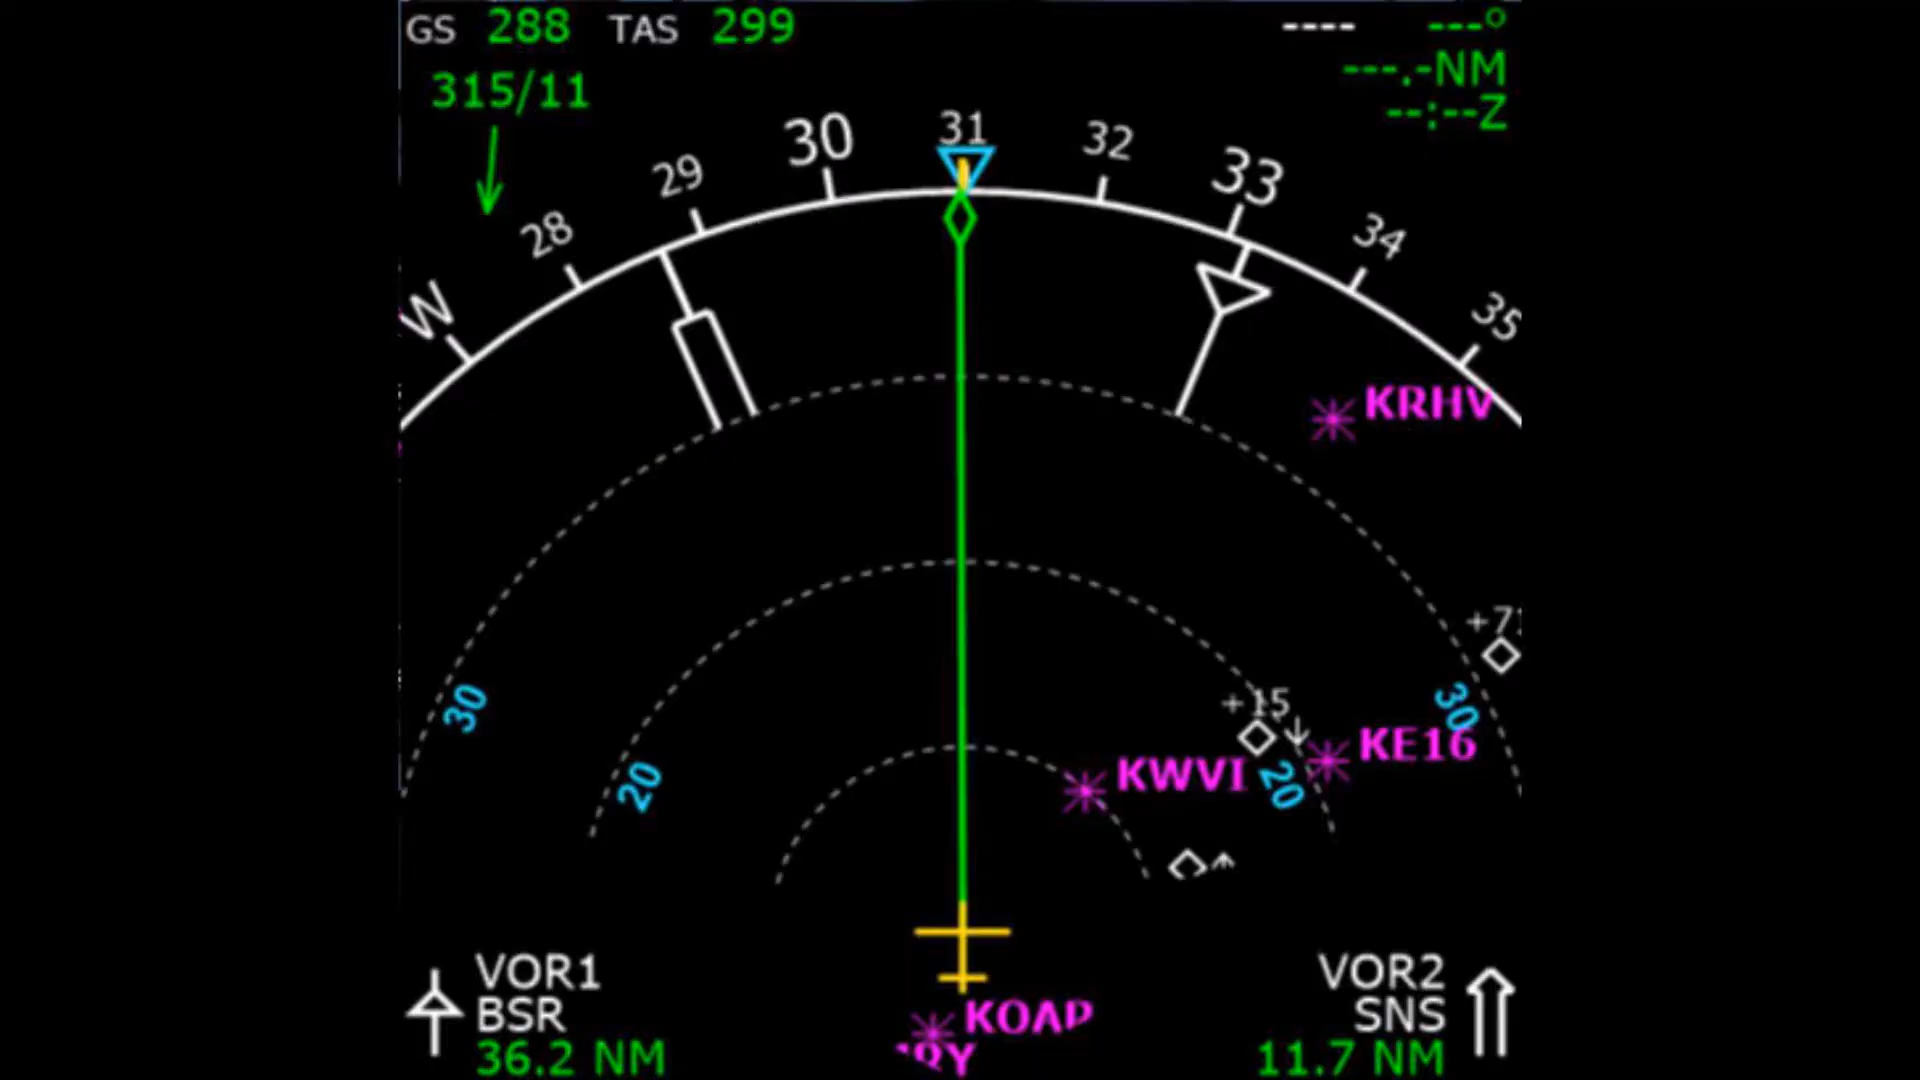 GS 288 TAS 299
315/11
---- ---°
---.-NM
--:--Z
W 28 29 30 31 32 33 34 35
KRHV
+7
30 30
+15
KE16
KWVI
20 20
VOR1
BSR
36.2 NM
KOAR
VOR2
SNS
11.7 NM